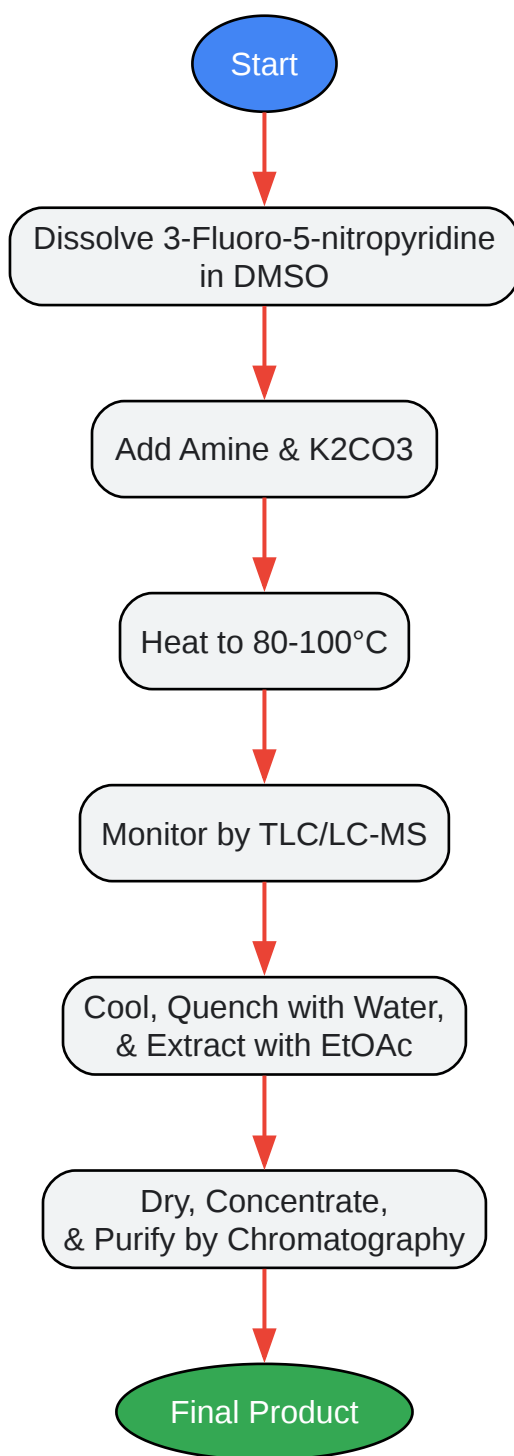 Start
Dissolve 3-Fluoro-5-nitropyridine
in DMSO
Add Amine & K2CO3
Heat to 80-100°C
Monitor by TLC/LC-MS
Cool, Quench with Water,
& Extract with EtOAc
Dry, Concentrate,
& Purify by Chromatography
Final Product